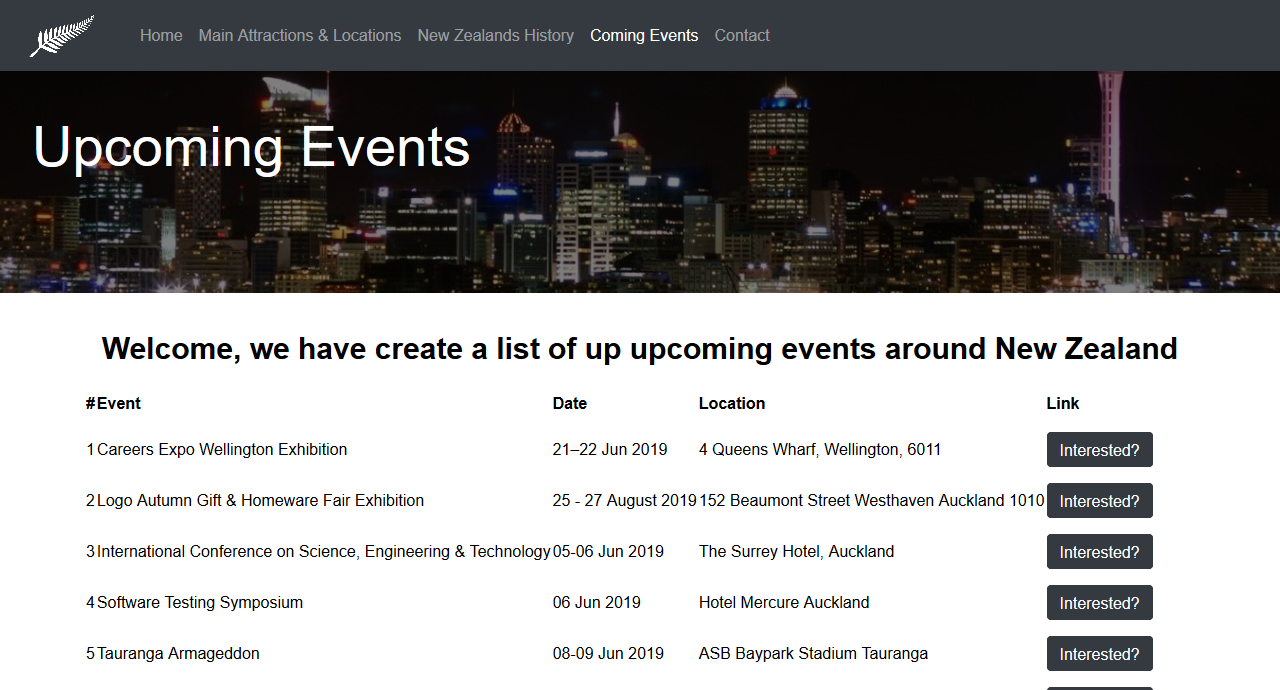 Home Main Attractions & Locations New Zealands History Coming Events Contact
Upcoming Events
Welcome, we have create a list of up upcoming events around New Zealand
# Event Date Location Link
1 Careers Expo Wellington Exhibition 21–22 Jun 2019 4 Queens Wharf, Wellington, 6011 Interested?
2 Logo Autumn Gift & Homeware Fair Exhibition 25 - 27 August 2019 152 Beaumont Street Westhaven Auckland 1010 Interested?
3 International Conference on Science, Engineering & Technology 05-06 Jun 2019 The Surrey Hotel, Auckland Interested?
4 Software Testing Symposium 06 Jun 2019 Hotel Mercure Auckland Interested?
5 Tauranga Armageddon 08-09 Jun 2019 ASB Baypark Stadium Tauranga Interested?